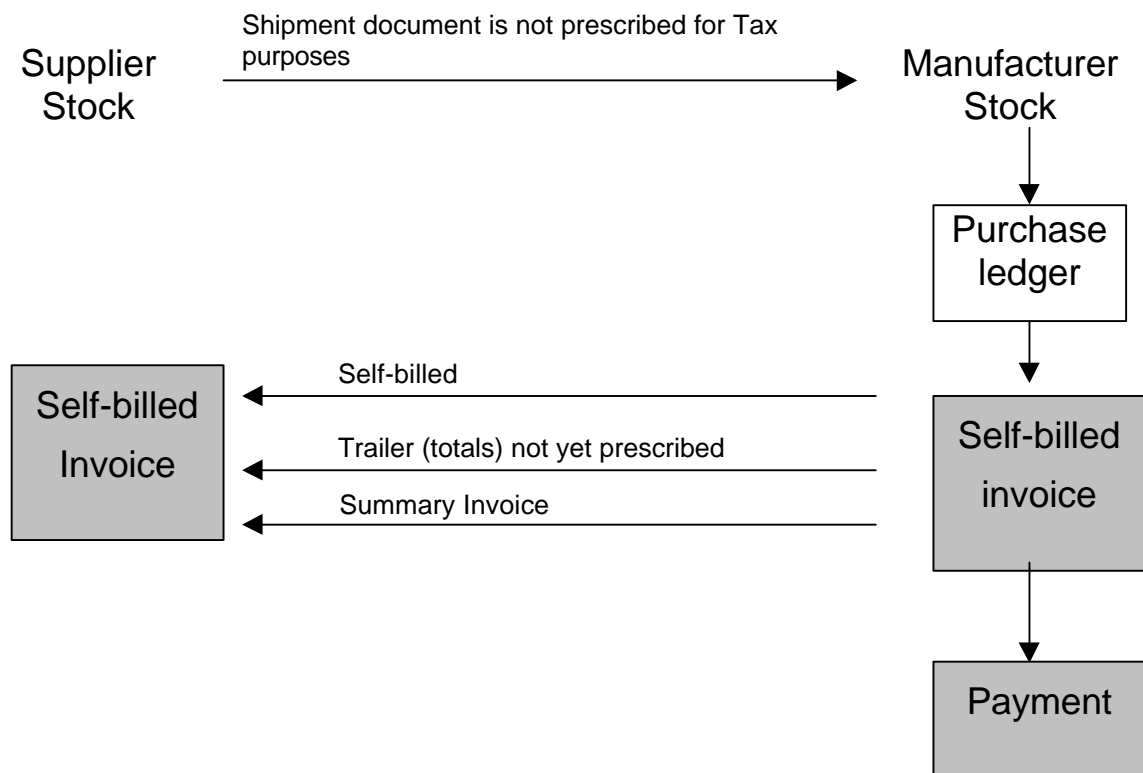 Shipment document is not prescribed for Tax
purposes
Supplier
Stock
Manufacturer
Stock
Purchase
ledger
Self-billed
Invoice
Self-billed
Trailer (totals) not yet prescribed
Summary Invoice
Self-billed
invoice
Payment